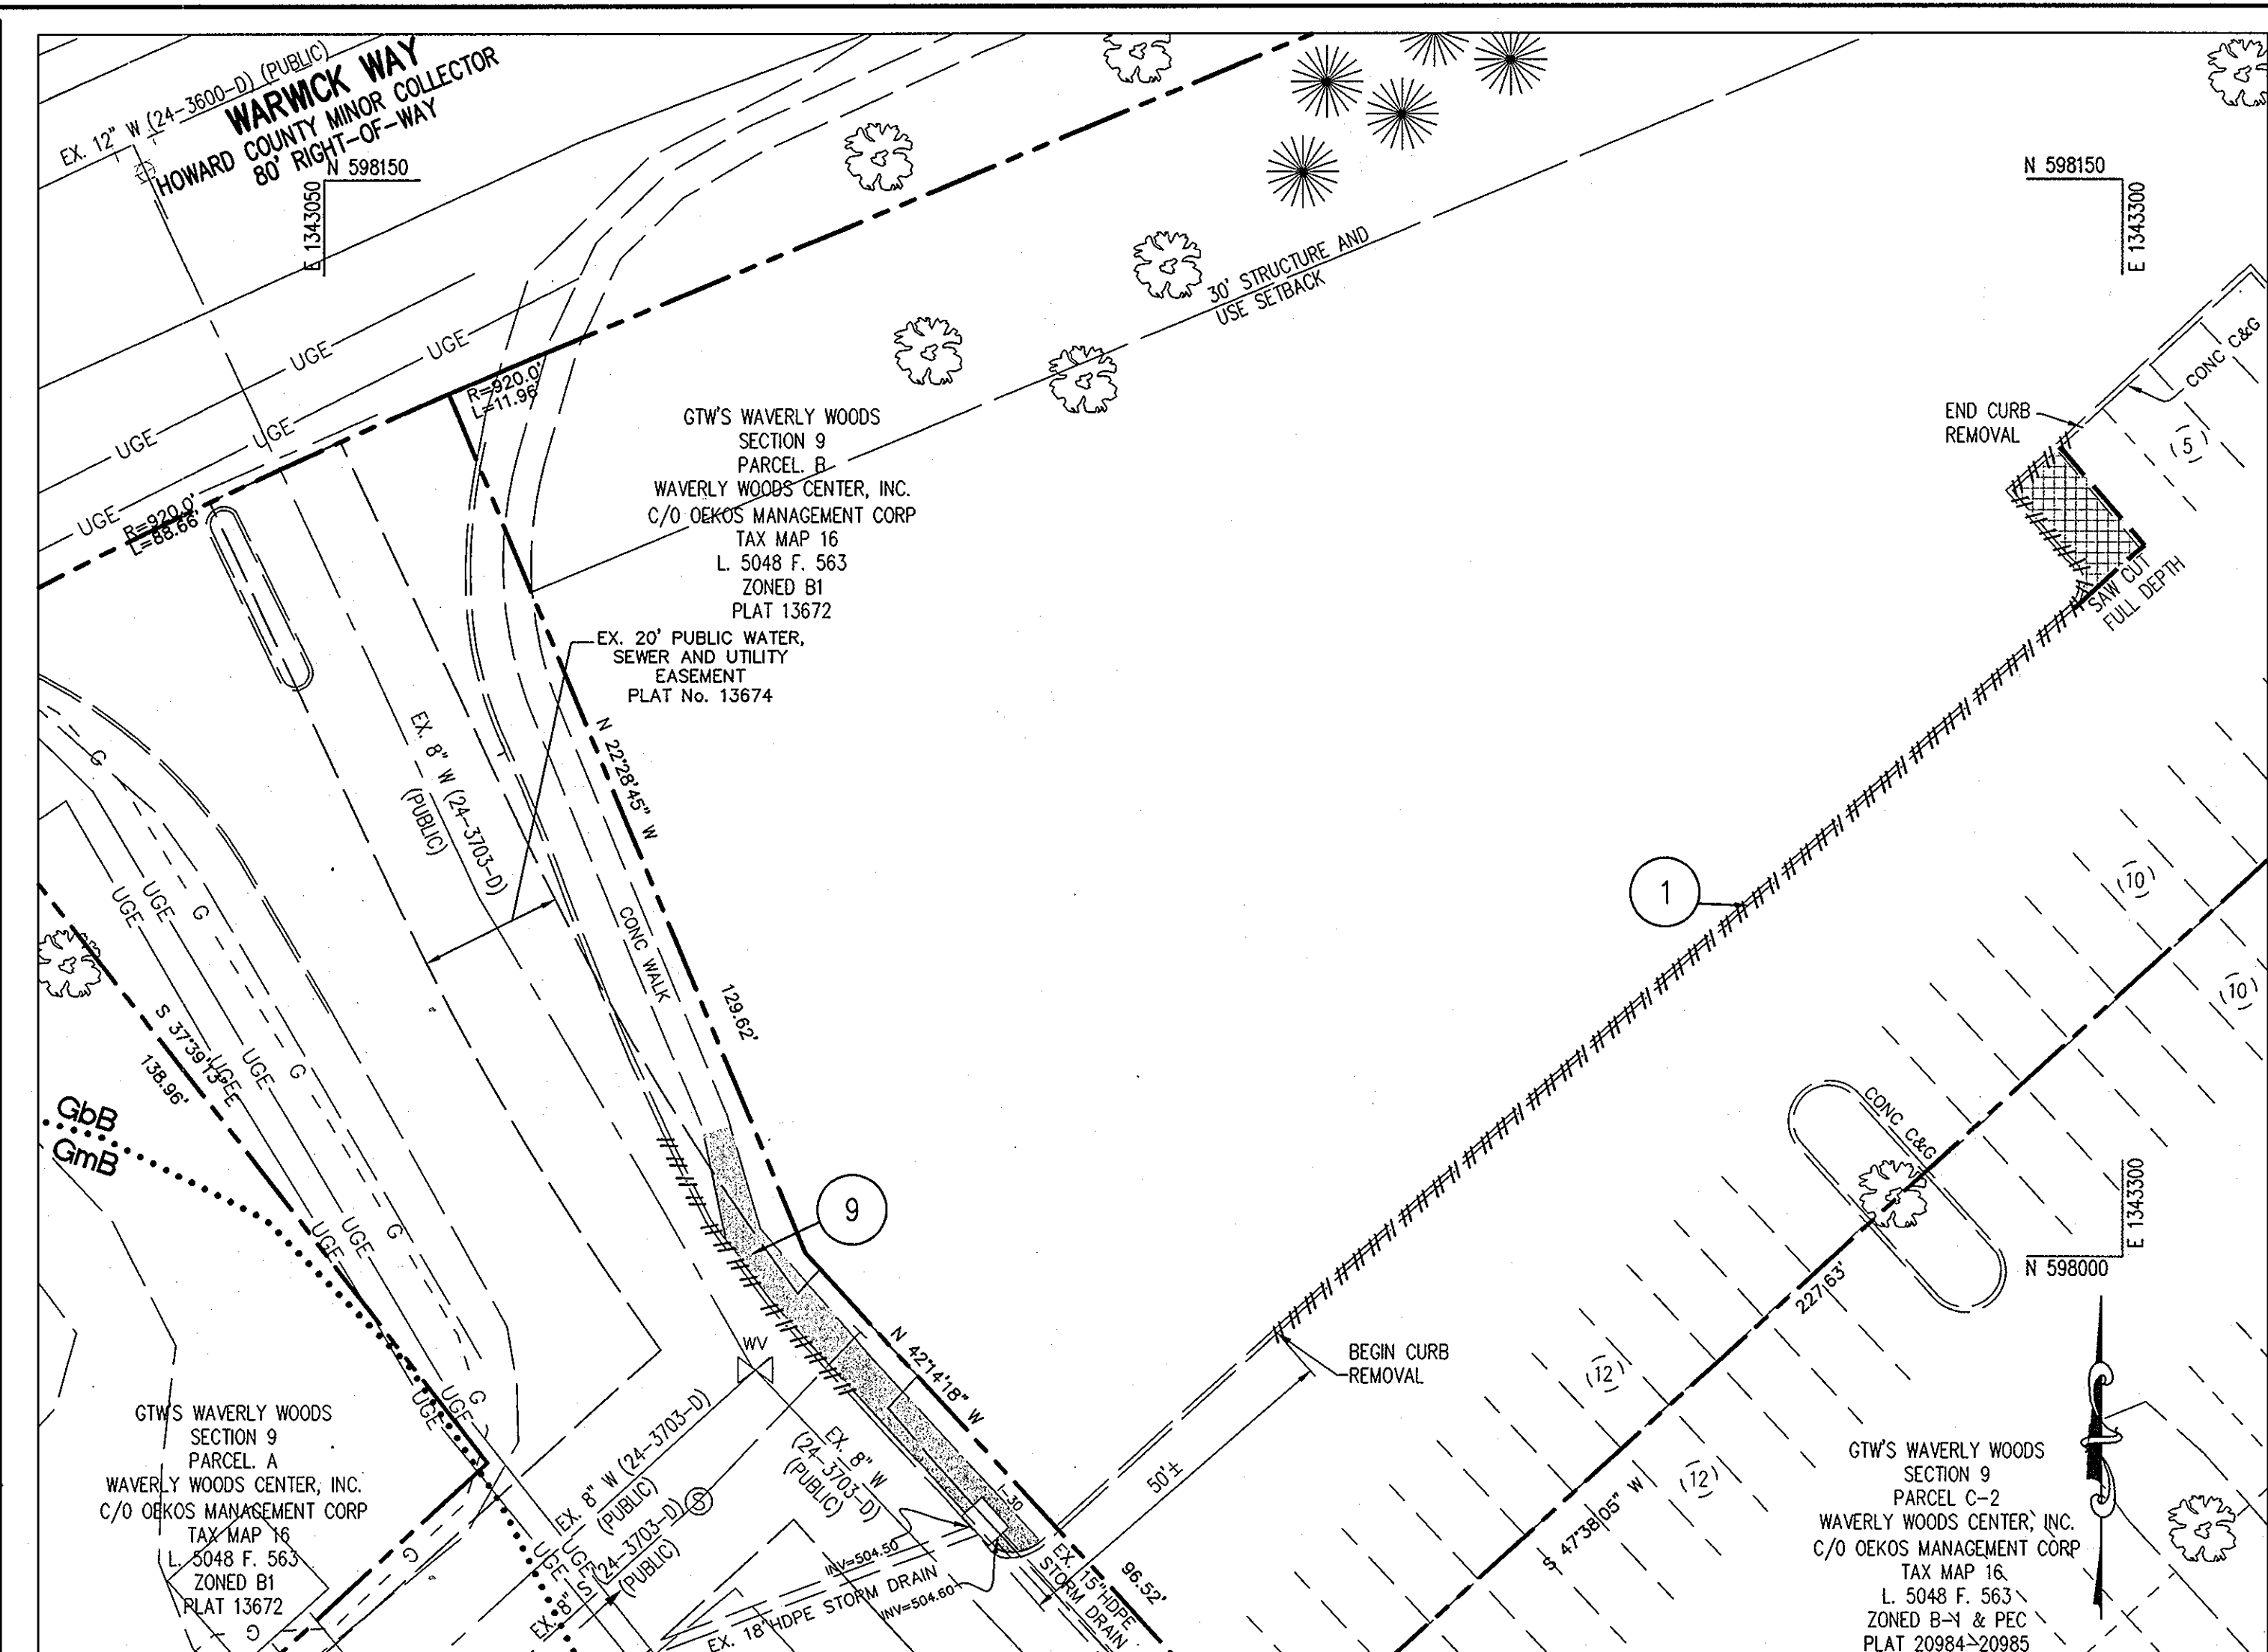 EX. 12" W (24-3600-D) (PUBLIC)
WARWICK WAY
HOWARD COUNTY MINOR COLLECTOR
80' RIGHT-OF-WAY
N 598150
E 1343050
N 598150
E 1343300
30' STRUCTURE AND
USE SETBACK
UGE
UGE
UGE
UGE
UGE
R=920.0'
L=11.96'
R=920.0'
L=88.66'
GTW'S WAVERLY WOODS
SECTION 9
PARCEL. B
WAVERLY WOODS CENTER, INC.
C/O OEKOS MANAGEMENT CORP
TAX MAP 16
L. 5048 F. 563
ZONED B1
PLAT 13672
EX. 20' PUBLIC WATER,
SEWER AND UTILITY
EASEMENT
PLAT No. 13674
CONC C&G
END CURB
REMOVAL
(5)
SAW CUT
FULL DEPTH
EX. 8" W (24-3703-D)
(PUBLIC)
N 22°28'45" W
129.62'
CONC WALK
G
G
G
G
G
G
G
UGE
UGE
UGE
UGE
UGE
UGE
UGE
UGE
UGE
UGE
S 37°39'13" E
138.96'
GbB
GmB
1
9
(10)
(10)
CONC C&G
E 1343300
N 598000
227.63'
BEGIN CURB
REMOVAL
(12)
(12)
N 42°14'18" W
WV
EX. 8" W (24-3703-D)
(PUBLIC)
EX. 8" W
(24-3703-D)
(PUBLIC)
EX. 8" S (24-3703-D)
(PUBLIC)
S
I-30
50'±
INV=504.50
INV=504.60
EX. 18"HDPE STORM DRAIN
EX. 15"HDPE
STORM DRAIN
96.52'
S 47°38'05" W
GTW'S WAVERLY WOODS
SECTION 9
PARCEL. A
WAVERLY WOODS CENTER, INC.
C/O OEKOS MANAGEMENT CORP
TAX MAP 16
L. 5048 F. 563
ZONED B1
PLAT 13672
GTW'S WAVERLY WOODS
SECTION 9
PARCEL C-2
WAVERLY WOODS CENTER, INC.
C/O OEKOS MANAGEMENT CORP
TAX MAP 16
L. 5048 F. 563
ZONED B-1 & PEC
PLAT 20984-20985